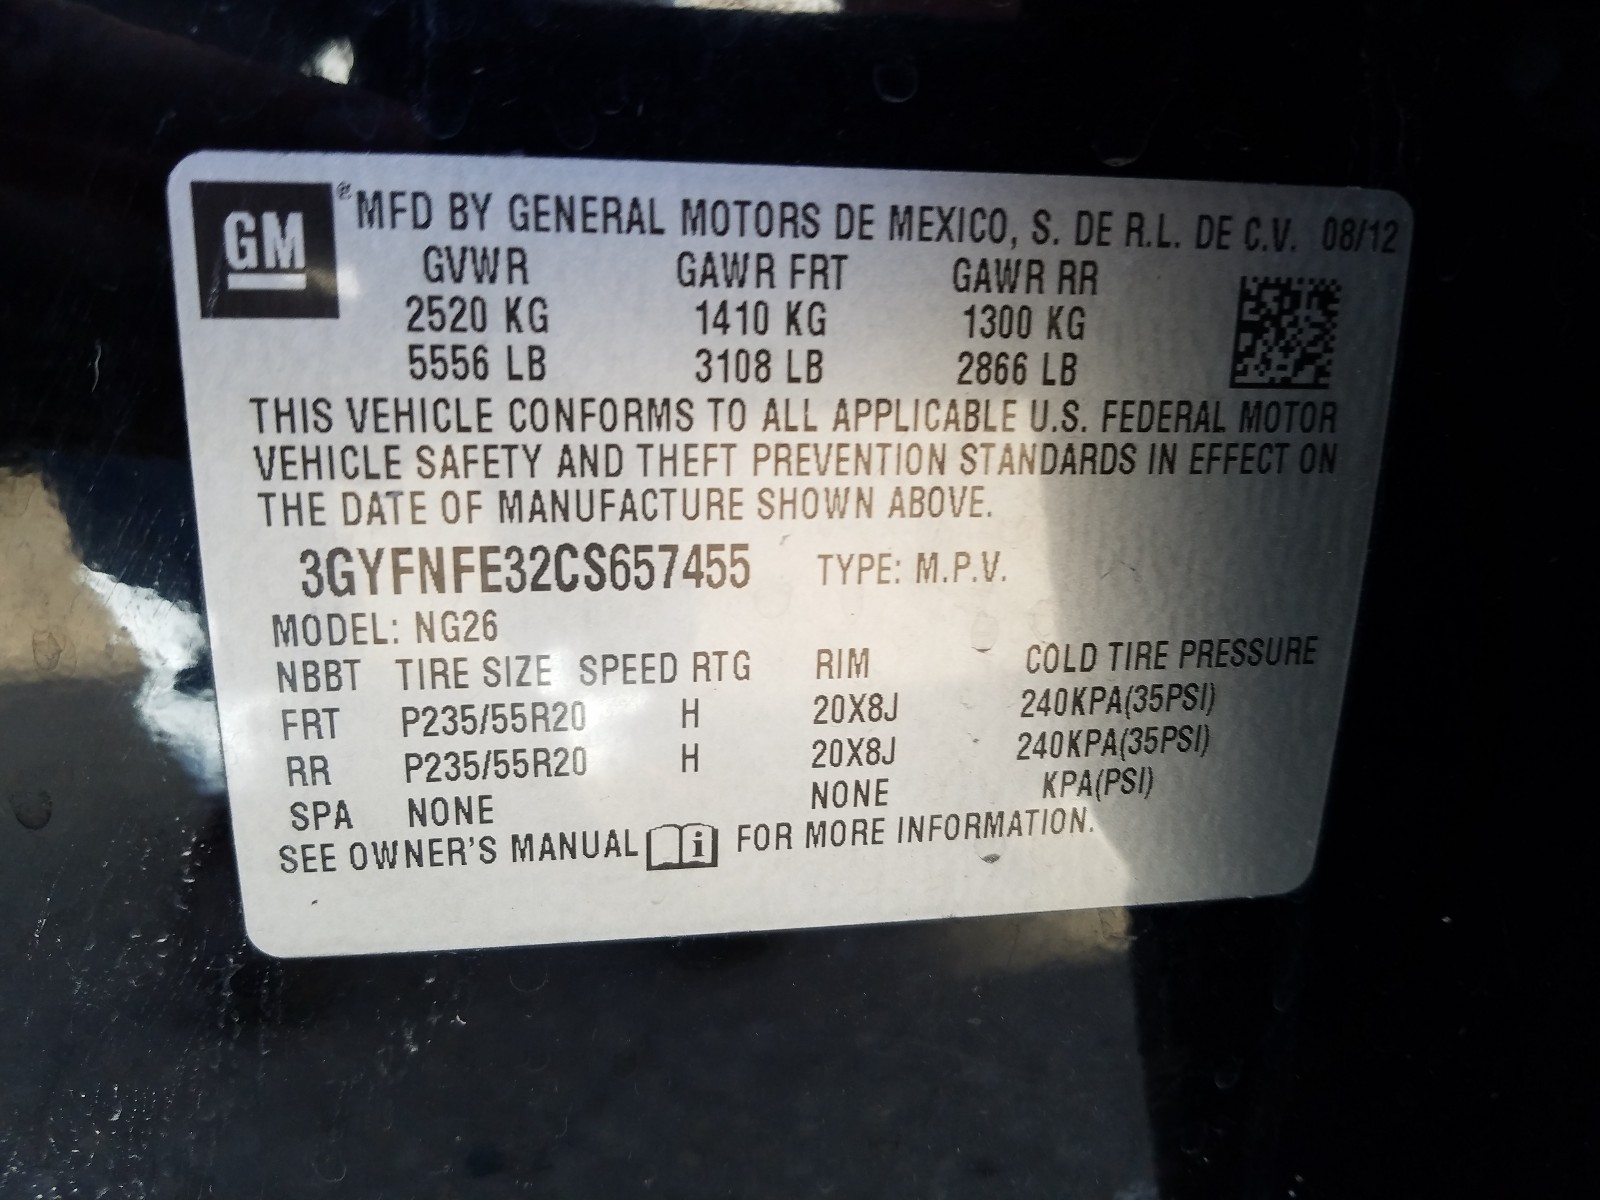 GM ® MFD BY GENERAL MOTORS DE MEXICO, S. DE R.L. DE C.V. 08/12
GVWR GAWR FRT GAWR RR
2520 KG 1410 KG 1300 KG
5556 LB 3108 LB 2866 LB
THIS VEHICLE CONFORMS TO ALL APPLICABLE U.S. FEDERAL MOTOR
VEHICLE SAFETY AND THEFT PREVENTION STANDARDS IN EFFECT ON
THE DATE OF MANUFACTURE SHOWN ABOVE.
3GYFNFE32CS657455 TYPE: M.P.V.
MODEL: NG26
NBBT TIRE SIZE SPEED RTG RIM COLD TIRE PRESSURE
FRT P235/55R20 H 20X8J 240KPA(35PSI)
RR P235/55R20 H 20X8J 240KPA(35PSI)
SPA NONE NONE KPA(PSI)
SEE OWNER'S MANUAL i FOR MORE INFORMATION.